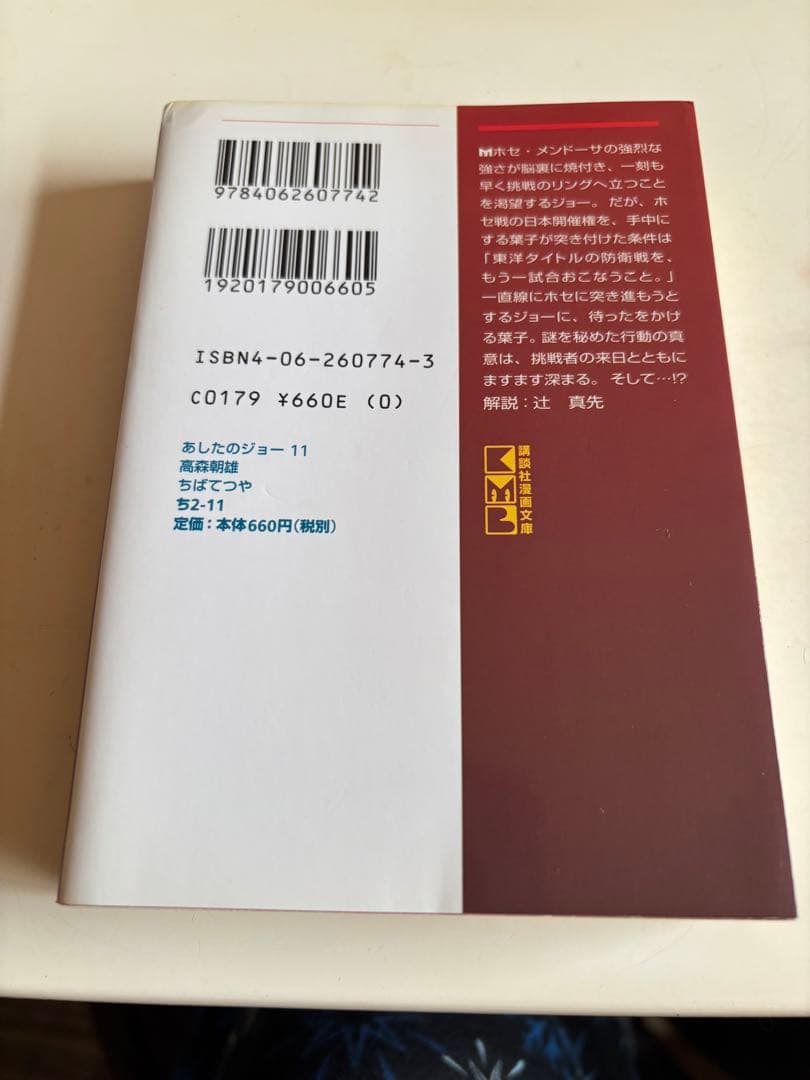 9784062607742
1920179006605
ISBN4-06-260774-3
C0179 ¥660E (0)
あしたのジョー 11
高森朝雄
ちばてつや
ち2-11
定価：本体660円(税別)
ホセ・メンドーサの強烈な
強さが脳裏に焼付き、一刻も
早く挑戦のリングへ立つこと
を渇望するジョー。だが、ホ
セ戦の日本開催権を、手中に
する葉子が突き付けた条件は
「東洋タイトルの防衛戦を、
もう一試合おこなうこと。」
一直線にホセに突き進もうと
するジョーに、待ったをかけ
る葉子。謎を秘めた行動の真
意は、挑戦者の来日とともに
ますます深まる。そして…!?
解説：辻 真先
KMB
講談社漫画文庫